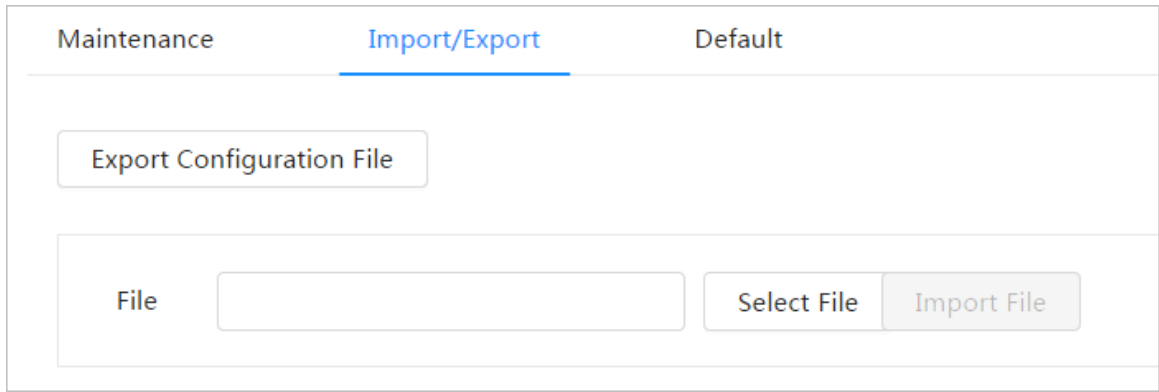 Maintenance Import/Export Default
Export Configuration File
File Select File Import File